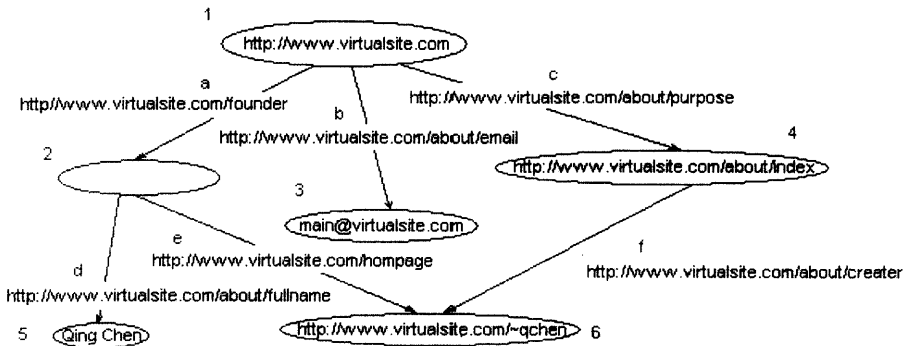 1
http://www.virtualsite.com
a
http//www.virtualsite.com/founder
c
http://www.virtualsite.com/about/purpose
b
http://www.virtualsite.com/about/email
2
4
http://www.virtualsite.com/about/index
3
main@virtualsite.com
e
http://www.virtualsite.com/hompage
f
http://www.virtualsite.com/about/creater
d
http://www.virtualsite.com/about/fullname
5
Qing Chen
http://www.virtualsite.com/~qchen
6